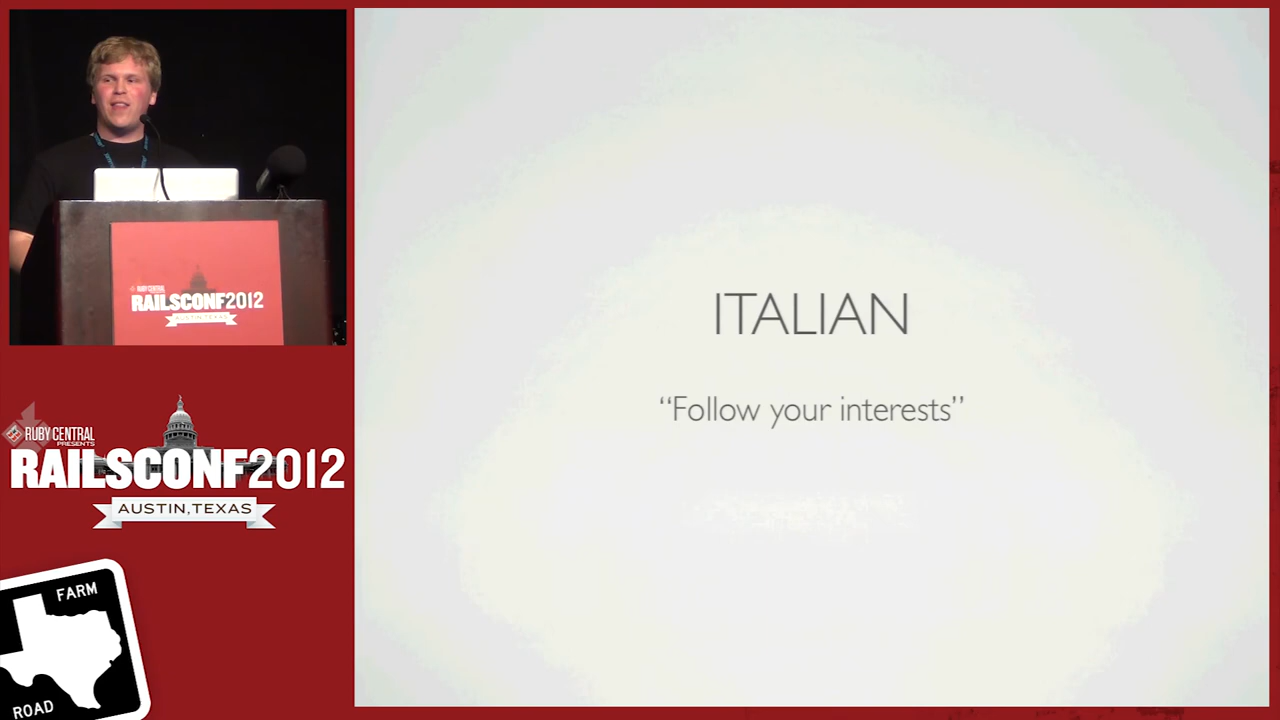 RUBY CENTRAL
RAILSCONF2012
AUSTIN, TEXAS
RUBY CENTRAL
PRESENTS
RAILSCONF2012
AUSTIN, TEXAS
FARM
ROAD
ITALIAN
“Follow your interests”